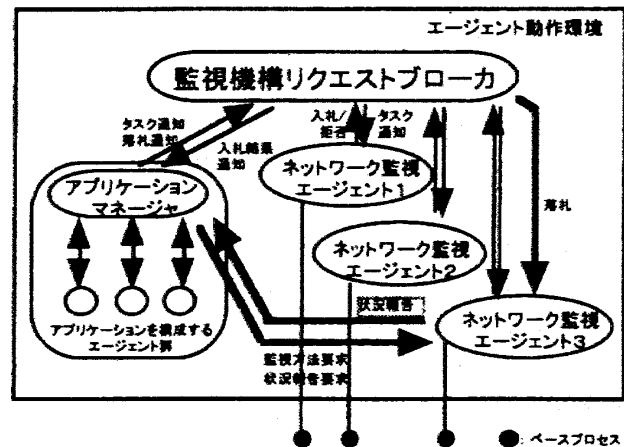 エージェント動作環境
監視機構リクエストブローカ
タスク通知
落札通知
入札結果
通知
入札/
拒否
タスク
通知
ネットワーク監視
エージェント1
アプリケーション
マネージャ
落札
ネットワーク監視
エージェント2
状況報告
ネットワーク監視
エージェント3
アプリケーションを構成する
エージェント群
監視方法要求
状況報告要求
:ベースプロセス